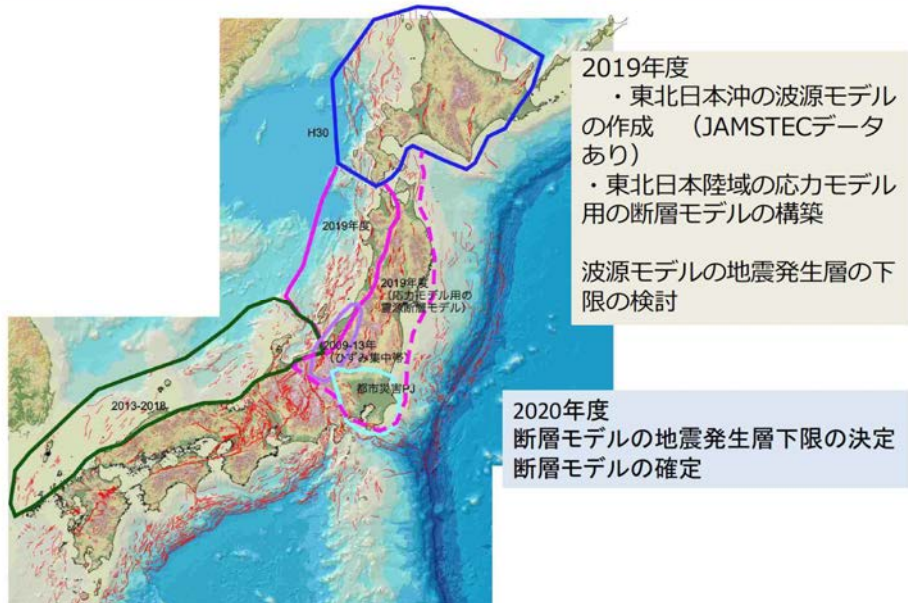 H30
2019年度
2019年度
（応力モデル用の
震源断層モデル）
2009-13年
（ひずみ集中帯）
都市災害PJ
2013-2018
2019年度
・東北日本沖の波源モデル
の作成　（JAMSTECデータ
あり）
・東北日本陸域の応力モデル
用の断層モデルの構築
波源モデルの地震発生層の下
限の検討
2020年度
断層モデルの地震発生層下限の決定
断層モデルの確定